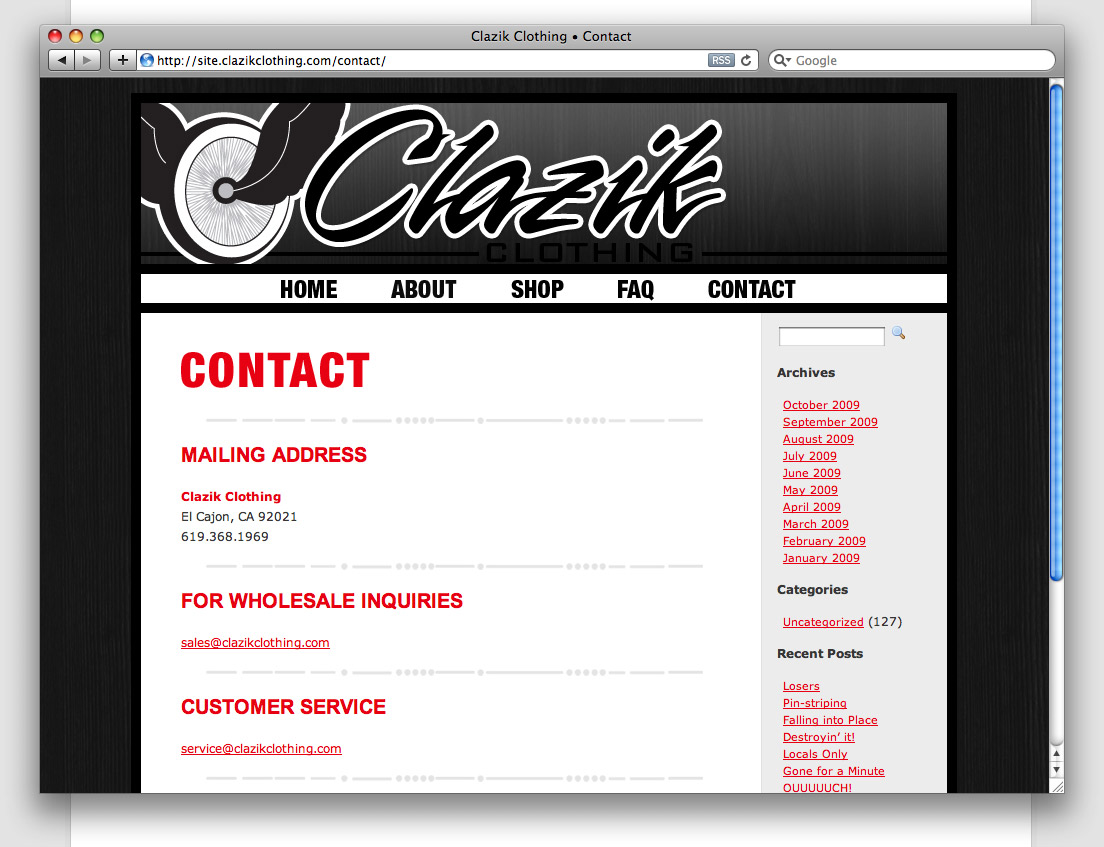 Clazik Clothing • Contact
http://site.clazikclothing.com/contact/
RSS
Google
Clazik
CLOTHING
HOME ABOUT SHOP FAQ CONTACT
CONTACT
MAILING ADDRESS
Clazik Clothing
El Cajon, CA 92021
619.368.1969
FOR WHOLESALE INQUIRIES
sales@clazikclothing.com
CUSTOMER SERVICE
service@clazikclothing.com
Archives
October 2009
September 2009
August 2009
July 2009
June 2009
May 2009
April 2009
March 2009
February 2009
January 2009
Categories
Uncategorized (127)
Recent Posts
Losers
Pin-striping
Falling into Place
Destroyin’ it!
Locals Only
Gone for a Minute
OUUUUUCH!